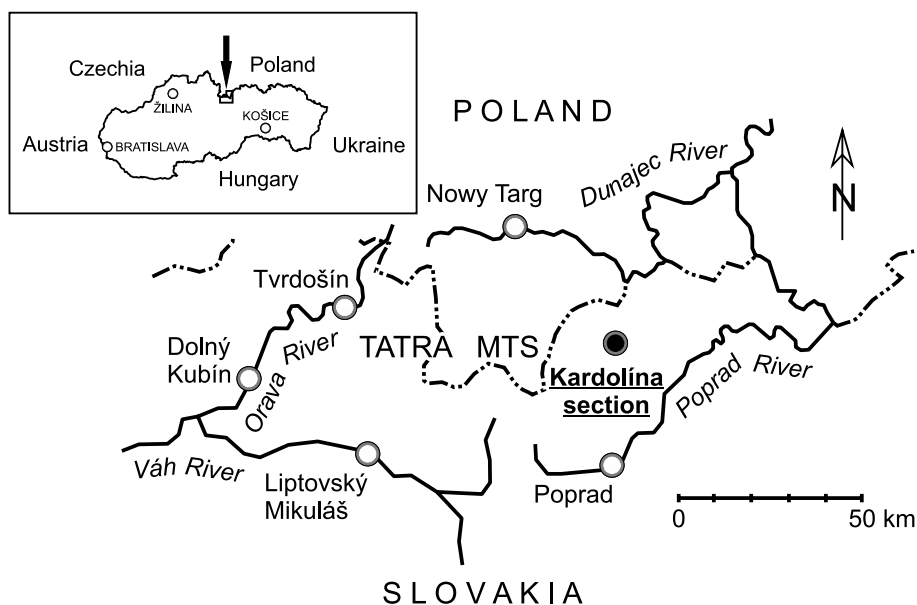 Czechia
Poland
ŽILINA
KOŠICE
Austria
BRATISLAVA
Ukraine
Hungary
POLAND
Dunajec River
N
Nowy Targ
Tvrdošín
TATRA MTS
Dolný
Kubín
Orava River
Kardolína
section
Poprad River
Váh River
Liptovský
Mikuláš
Poprad
0 50 km
SLOVAKIA